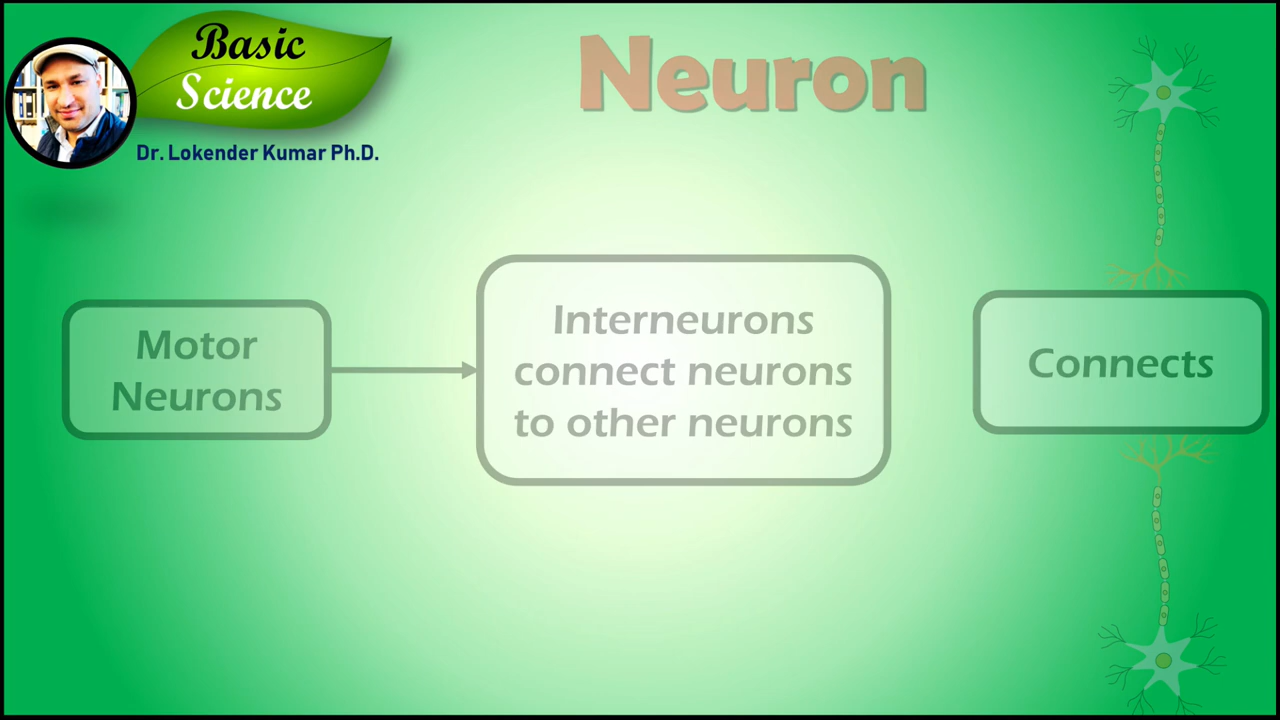 Basic
Science
Dr. Lokender Kumar Ph.D.
Neuron
Motor
Neurons
Interneurons
connect neurons
to other neurons
Connects